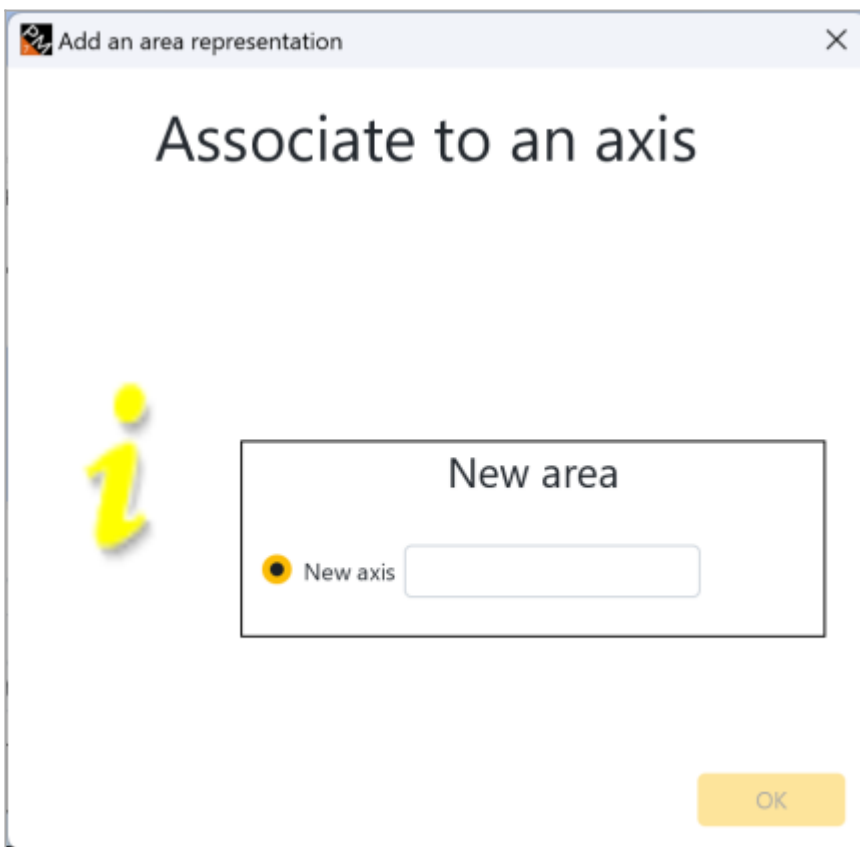 Add an area representation
Associate to an axis
New area
New axis
OK